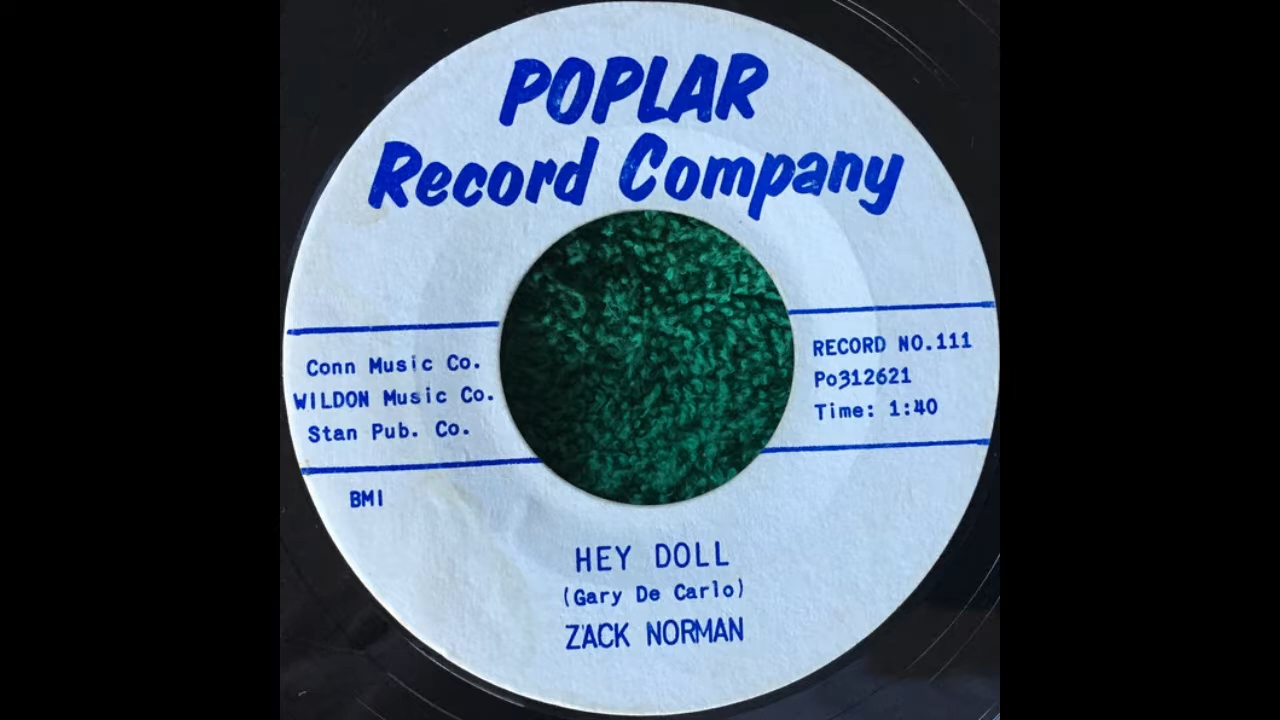 POPLAR
Record Company
Conn Music Co.
WILDON Music Co.
Stan Pub. Co.
BMI
RECORD NO.111
Po312621
Time: 1:40
HEY DOLL
(Gary De Carlo)
ZACK NORMAN